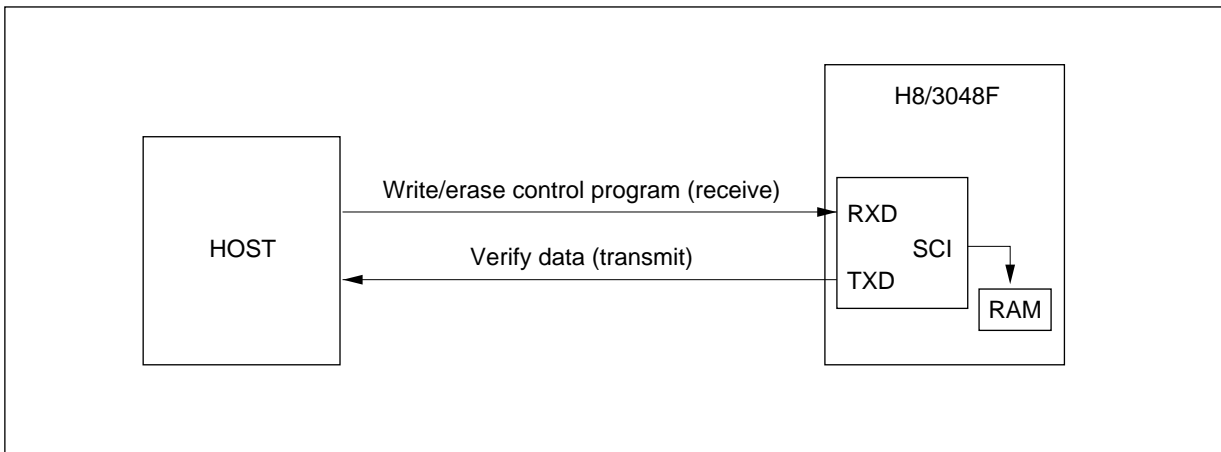 H8/3048F
Write/erase control program (receive)
RXD
HOST
SCI
Verify data (transmit)
TXD
RAM